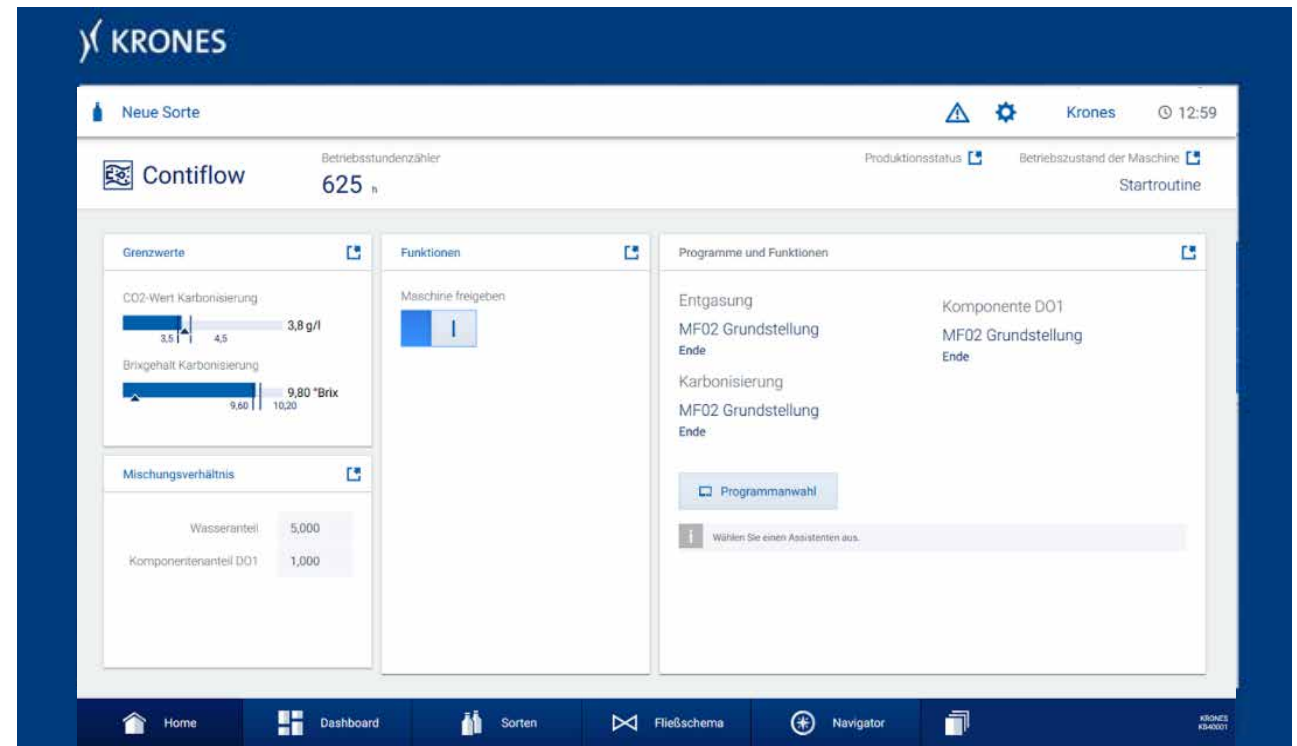 KRONES
Neue Sorte
Krones
12:59
Contiflow
Betriebsstundenzähler
625 h
Produktionsstatus
Betriebszustand der Maschine
Startroutine
Grenzwerte
CO2-Wert Karbonisierung
3,8 g/l
3,5 4,5
Brixgehalt Karbonisierung
9,80 °Brix
9,60 10,20
Mischungsverhältnis
Wasseranteil 5,000
Komponentenanteil DO1 1,000
Funktionen
Maschine freigeben
I
Programme und Funktionen
Entgasung
MF02 Grundstellung
Ende
Karbonisierung
MF02 Grundstellung
Ende
Komponente DO1
MF02 Grundstellung
Ende
Programmanwahl
i Wählen Sie einen Assistenten aus.
Home
Dashboard
Sorten
Fließschema
Navigator
KRONES
KB40001